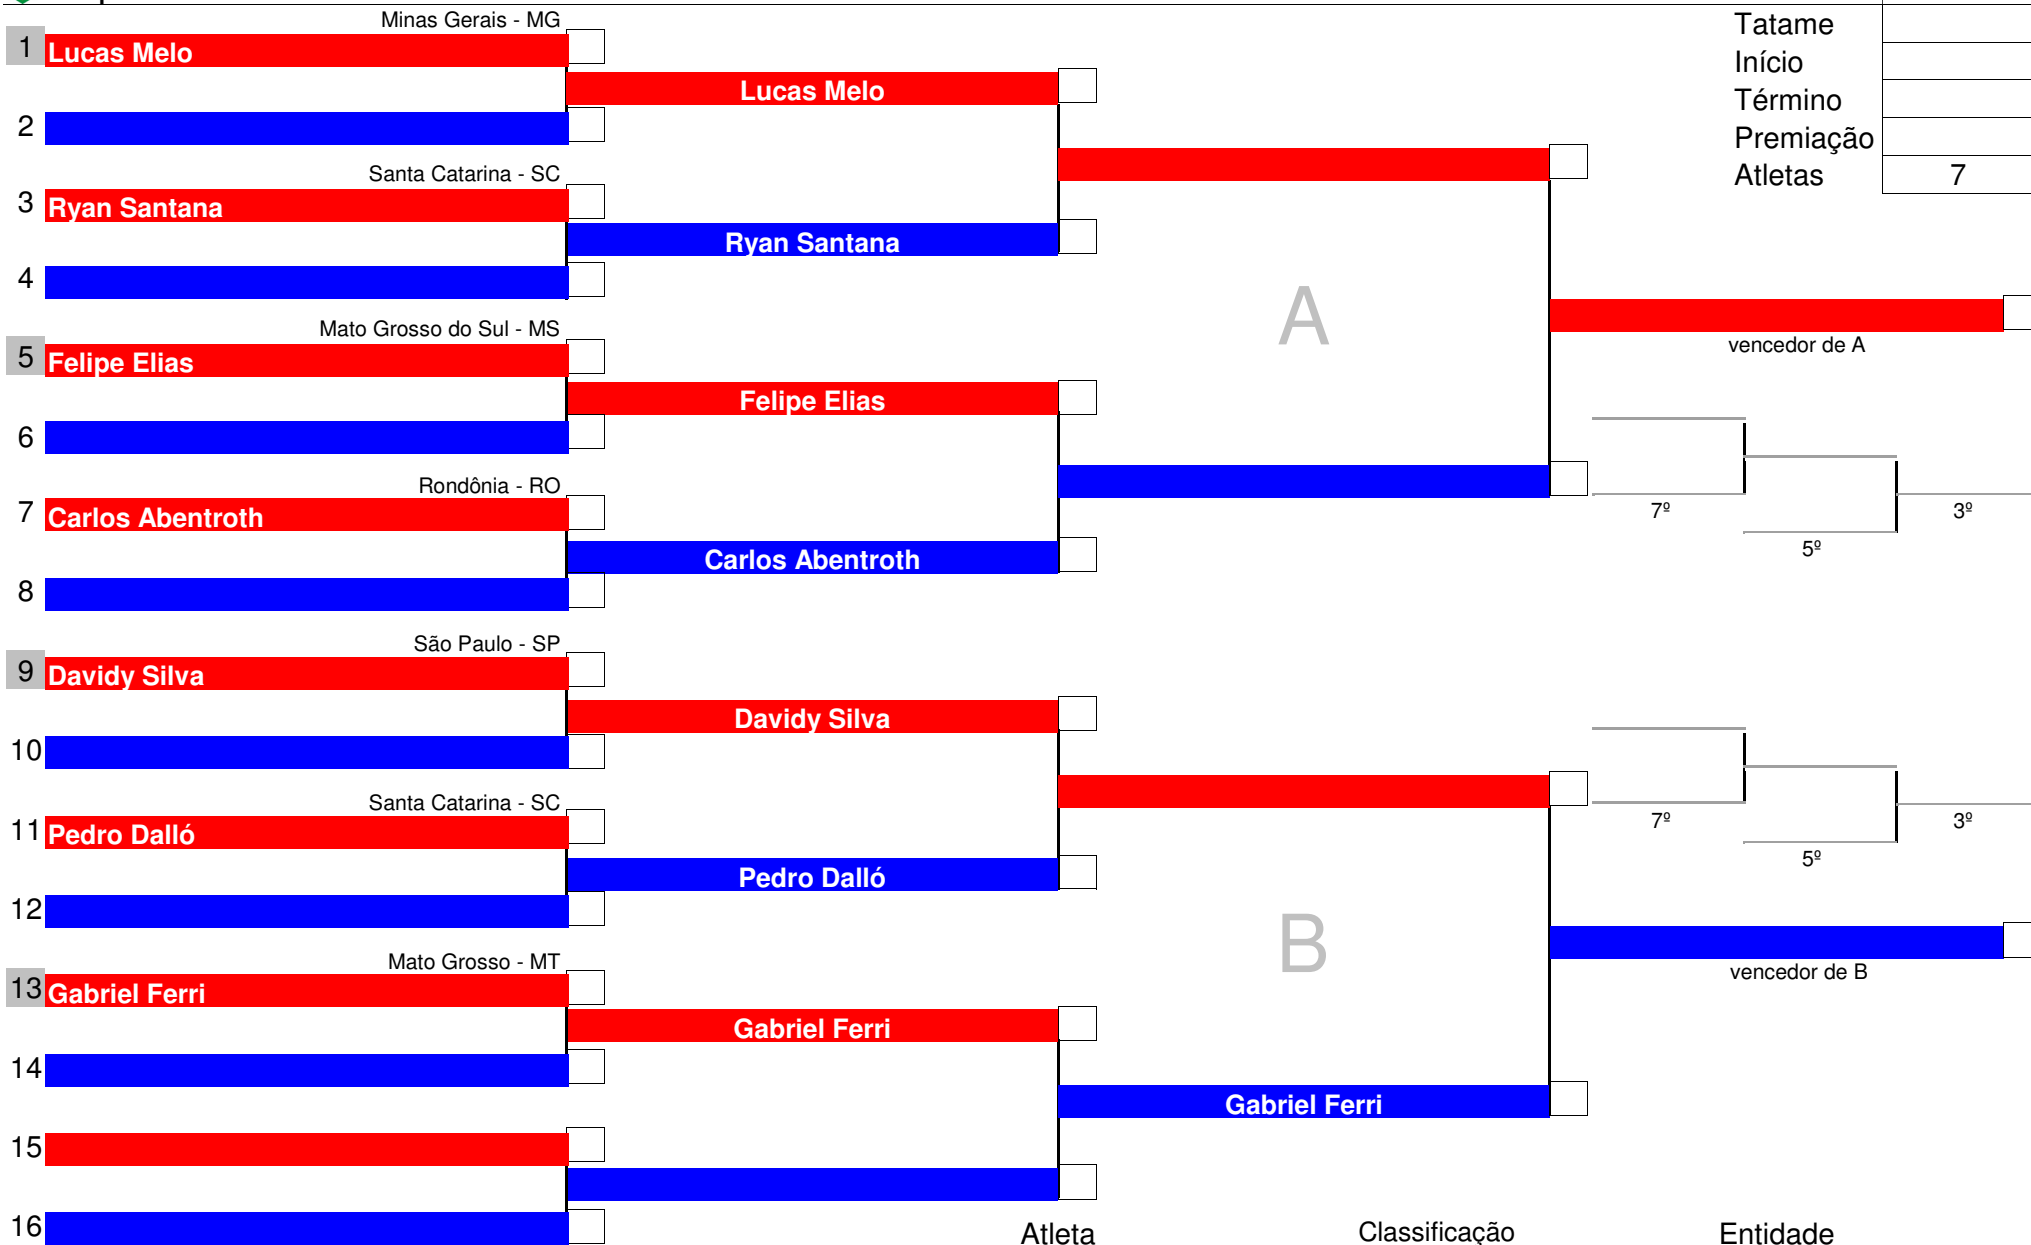 Minas Gerais - MG
1 Lucas Melo
Lucas Melo
2
Santa Catarina - SC
3 Ryan Santana
Ryan Santana
4
Mato Grosso do Sul - MS
5 Felipe Elias
Felipe Elias
6
Rondônia - RO
7 Carlos Abentroth
Carlos Abentroth
8
São Paulo - SP
9 Davidy Silva
Davidy Silva
10
Santa Catarina - SC
11 Pedro Dalló
Pedro Dalló
12
Mato Grosso - MT
13 Gabriel Ferri
Gabriel Ferri
14
Gabriel Ferri
15
16
A
B
Tatame
Início
Término
Premiação
Atletas 7
vencedor de A
7º
5º
3º
7º
5º
3º
vencedor de B
Atleta Classificação Entidade